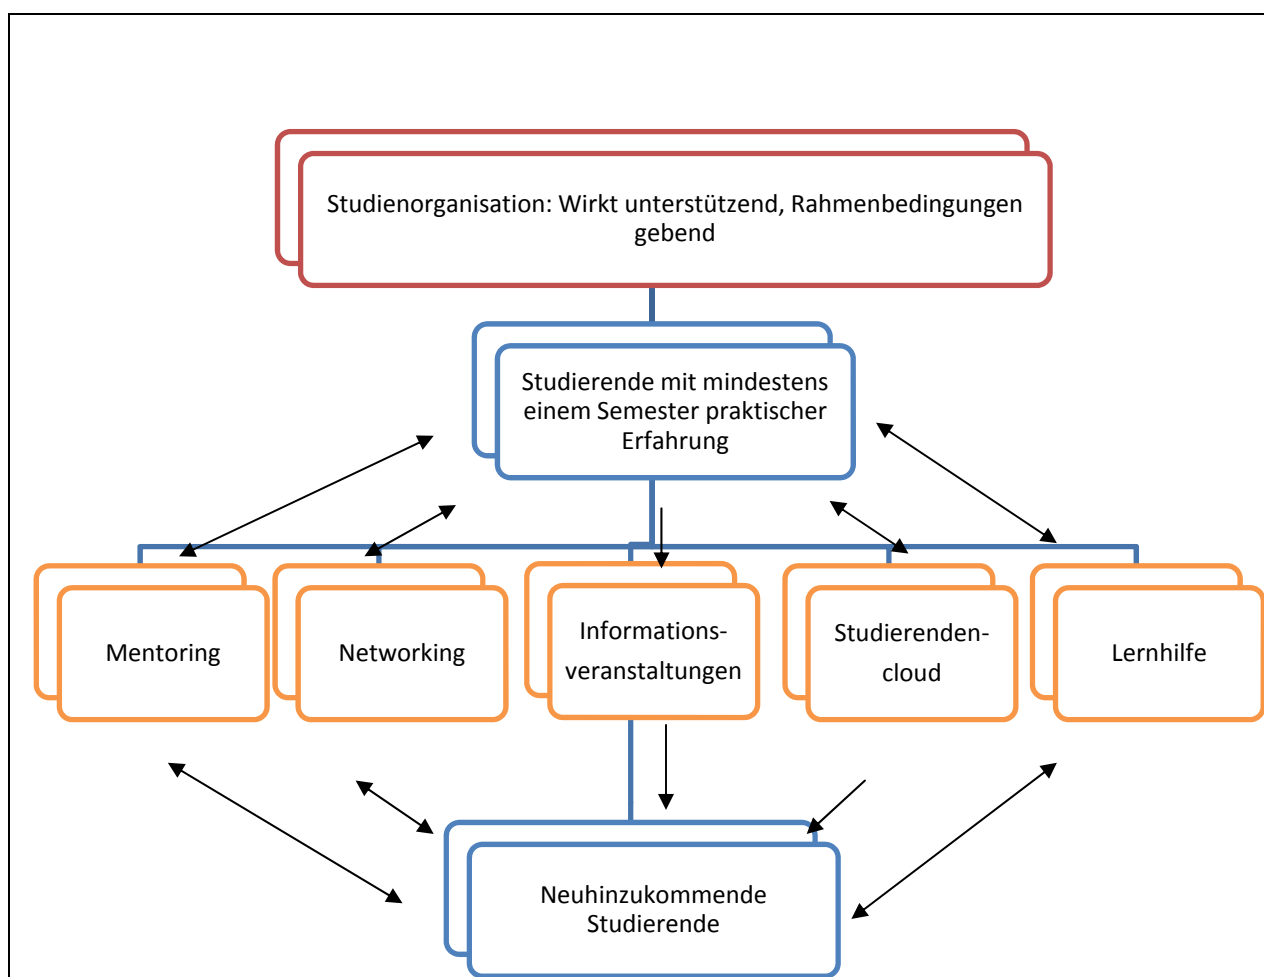 Studienorganisation: Wirkt unterstützend, Rahmenbedingungen
gebend
Studierende mit mindestens
einem Semester praktischer
Erfahrung
Mentoring
Networking
Informations-
veranstaltungen
Studierenden-
cloud
Lernhilfe
Neuhinzukommende
Studierende